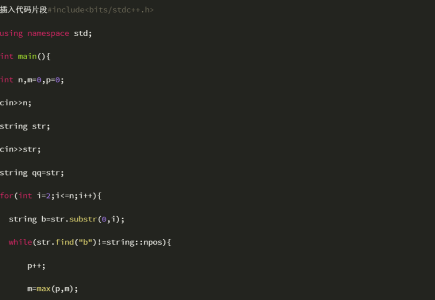 插入代码片段#include<bits/stdc++.h>
using namespace std;
int main(){
int n,m=0,p=0;
cin>>n;
string str;
cin>>str;
string qq=str;
for(int i=2;i<=n;i++){
string b=str.substr(0,i);
while(str.find("b")!=string::npos){
p++;
m=max(p,m);